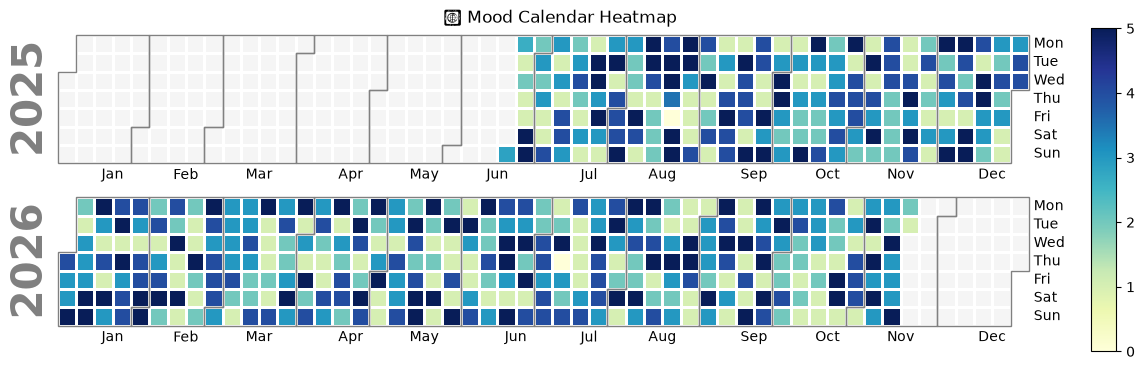 Mood Calendar Heatmap
2025
Mon
Tue
Wed
Thu
Fri
Sat
Sun
Jan Feb Mar Apr May Jun Jul Aug Sep Oct Nov Dec
2026
Mon
Tue
Wed
Thu
Fri
Sat
Sun
Jan Feb Mar Apr May Jun Jul Aug Sep Oct Nov Dec
5
4
3
2
1
0